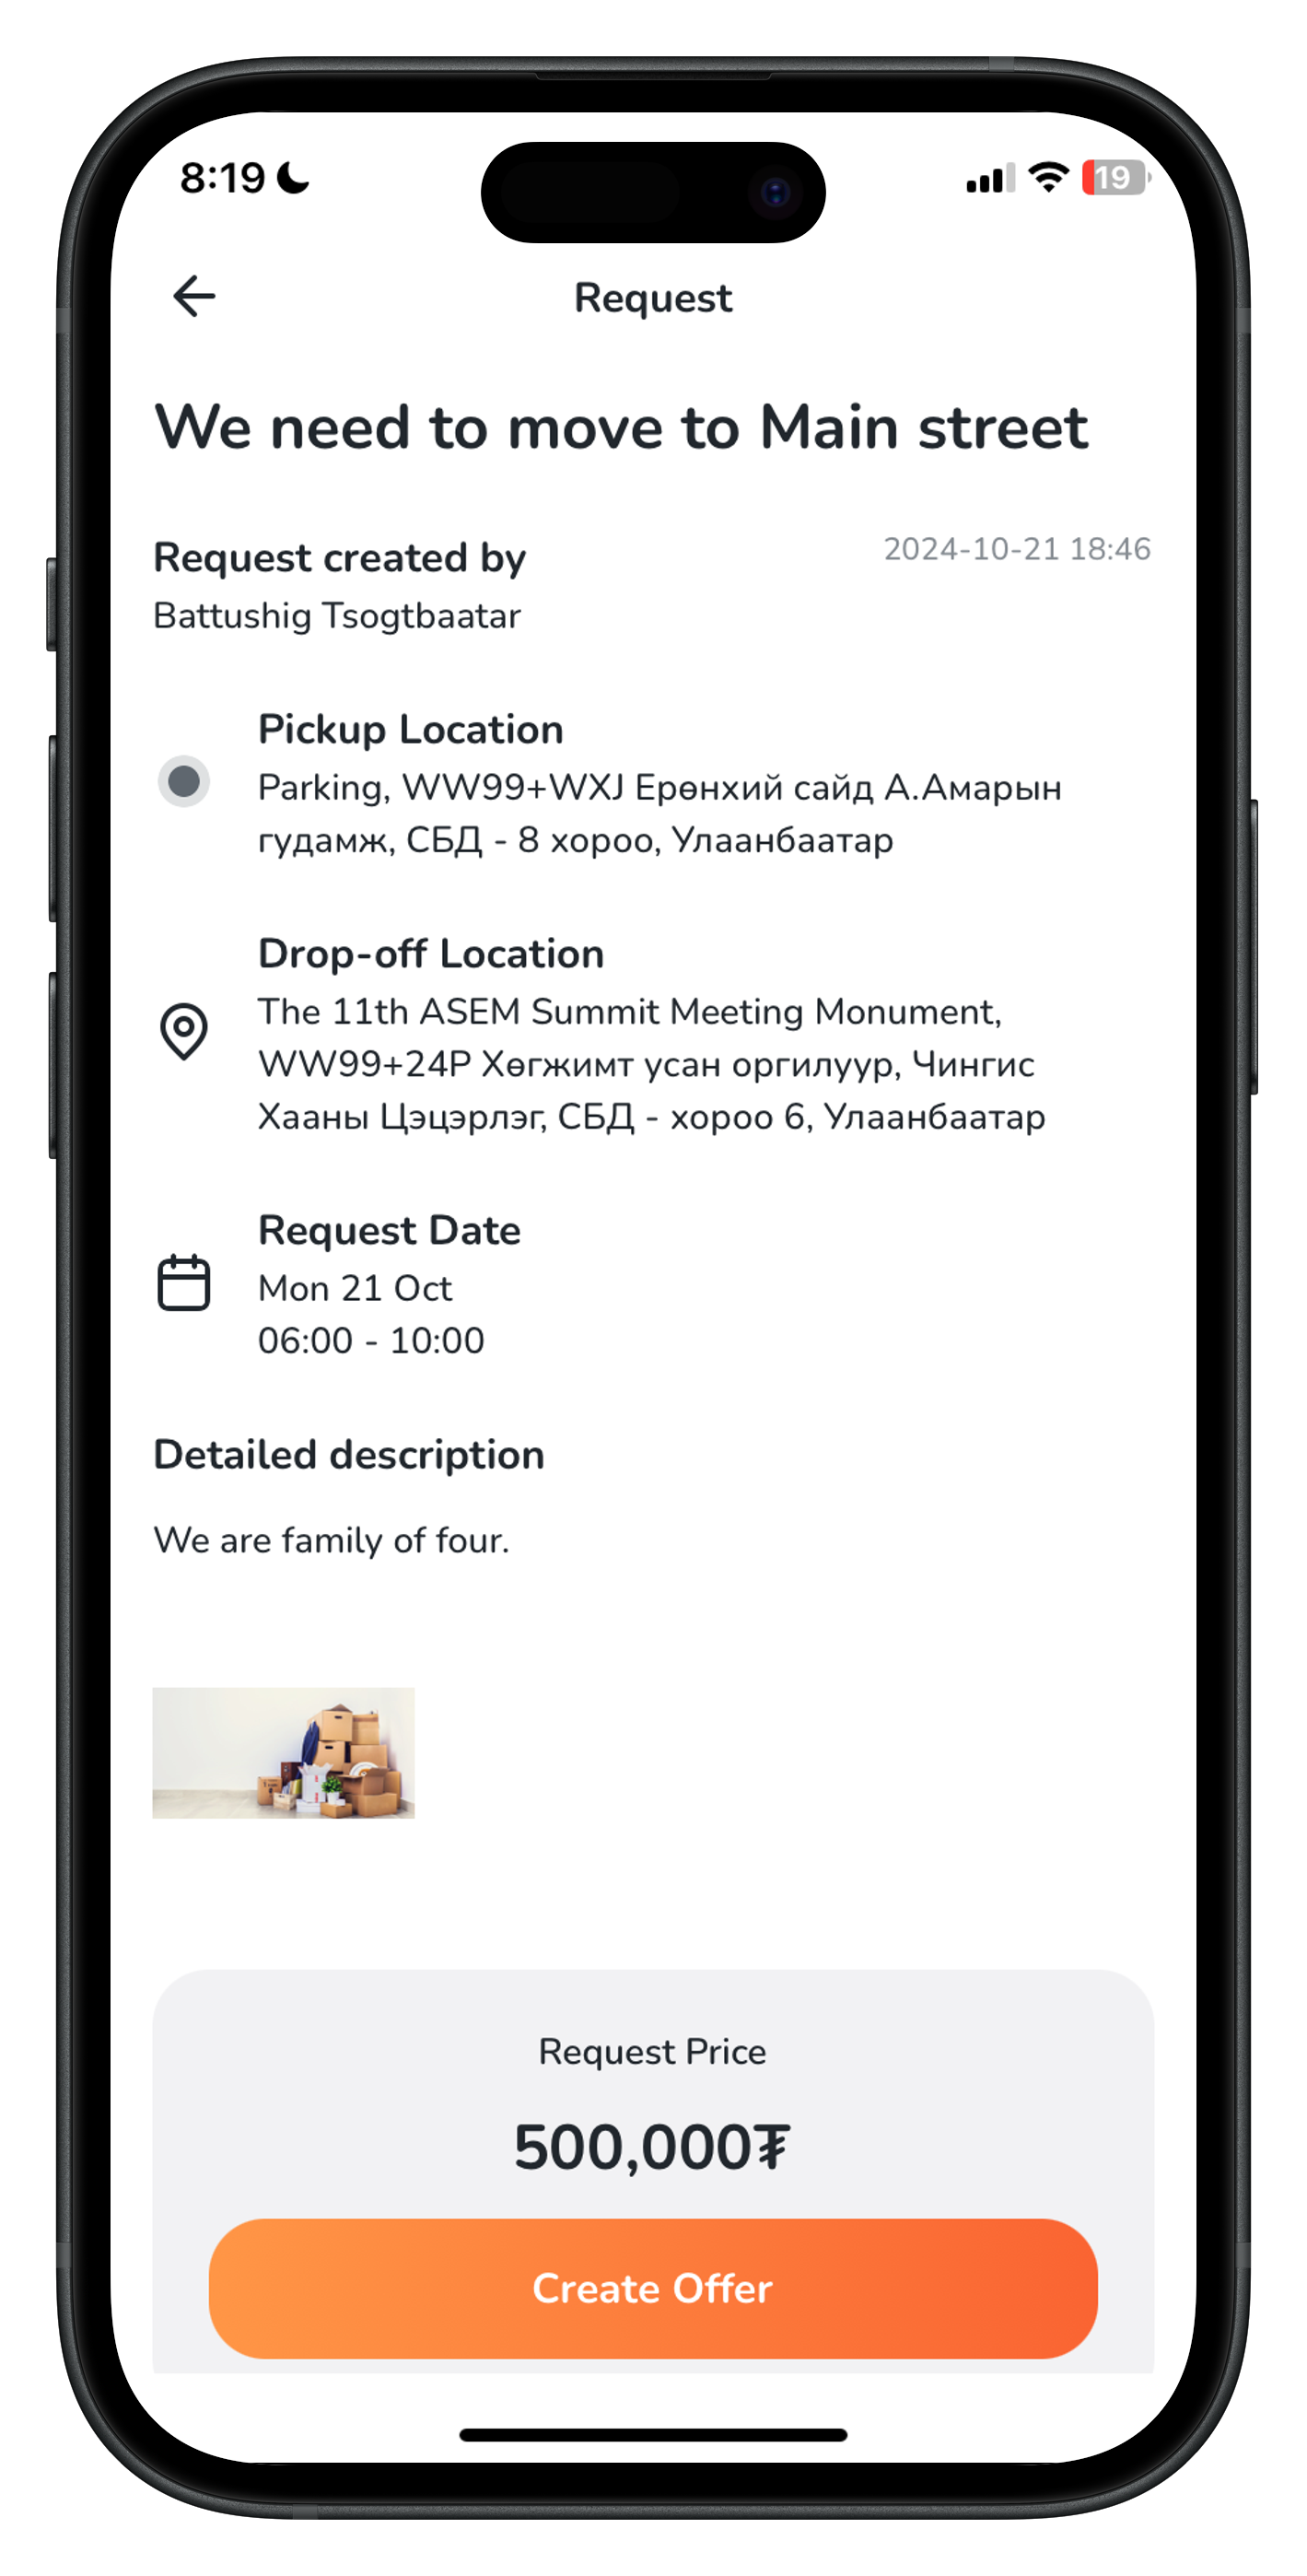 8:19
19
Request
We need to move to Main street
Request created by
2024-10-21 18:46
Battushig Tsogtbaatar
Pickup Location
Parking, WW99+WXJ Ерөнхий сайд А.Амарын
гудамж, СБД - 8 хороо, Улаанбаатар
Drop-off Location
The 11th ASEM Summit Meeting Monument,
WW99+24P Хөгжимт усан оргилуур, Чингис
Хааны Цэцэрлэг, СБД - хороо 6, Улаанбаатар
Request Date
Mon 21 Oct
06:00 - 10:00
Detailed description
We are family of four.
Request Price
500,000₮
Create Offer